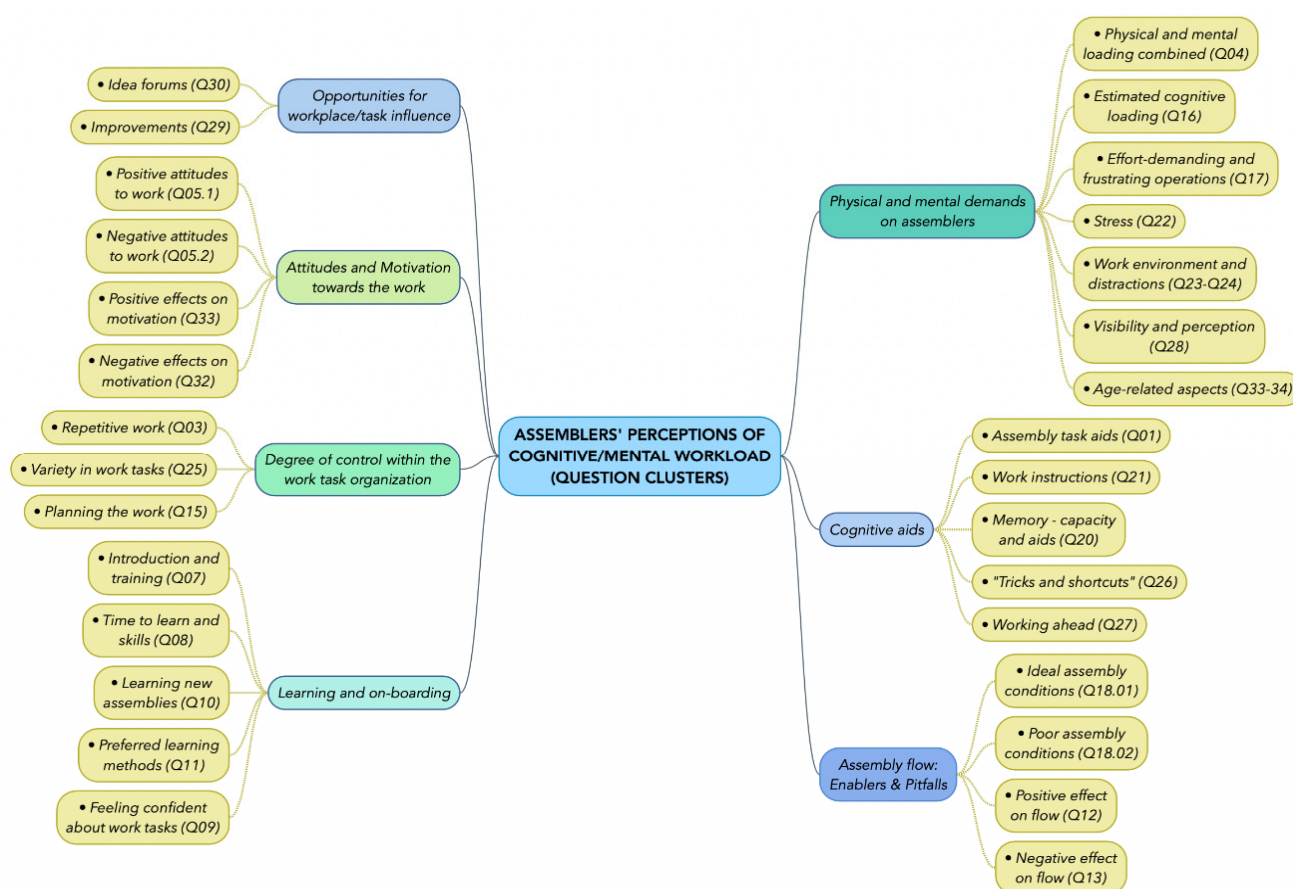 ASSEMBLERS' PERCEPTIONS OF
COGNITIVE/MENTAL WORKLOAD
(QUESTION CLUSTERS)
Opportunities for
workplace/task influence
• Idea forums (Q30)
• Improvements (Q29)
Attitudes and Motivation
towards the work
• Positive attitudes
to work (Q05.1)
• Negative attitudes
to work (Q05.2)
• Positive effects on
motivation (Q33)
• Negative effects on
motivation (Q32)
Degree of control within the
work task organization
• Repetitive work (Q03)
• Variety in work tasks (Q25)
• Planning the work (Q15)
Learning and on-boarding
• Introduction and
training (Q07)
• Time to learn and
skills (Q08)
• Learning new
assemblies (Q10)
• Preferred learning
methods (Q11)
• Feeling confident
about work tasks (Q09)
Physical and mental demands
on assemblers
• Physical and mental
loading combined (Q04)
• Estimated cognitive
loading (Q16)
• Effort-demanding and
frustrating operations (Q17)
• Stress (Q22)
• Work environment and
distractions (Q23-Q24)
• Visibility and perception
(Q28)
• Age-related aspects (Q33-34)
Cognitive aids
• Assembly task aids (Q01)
• Work instructions (Q21)
• Memory - capacity
and aids (Q20)
• "Tricks and shortcuts" (Q26)
• Working ahead (Q27)
Assembly flow:
Enablers & Pitfalls
• Ideal assembly
conditions (Q18.01)
• Poor assembly
conditions (Q18.02)
• Positive effect
on flow (Q12)
• Negative effect
on flow (Q13)